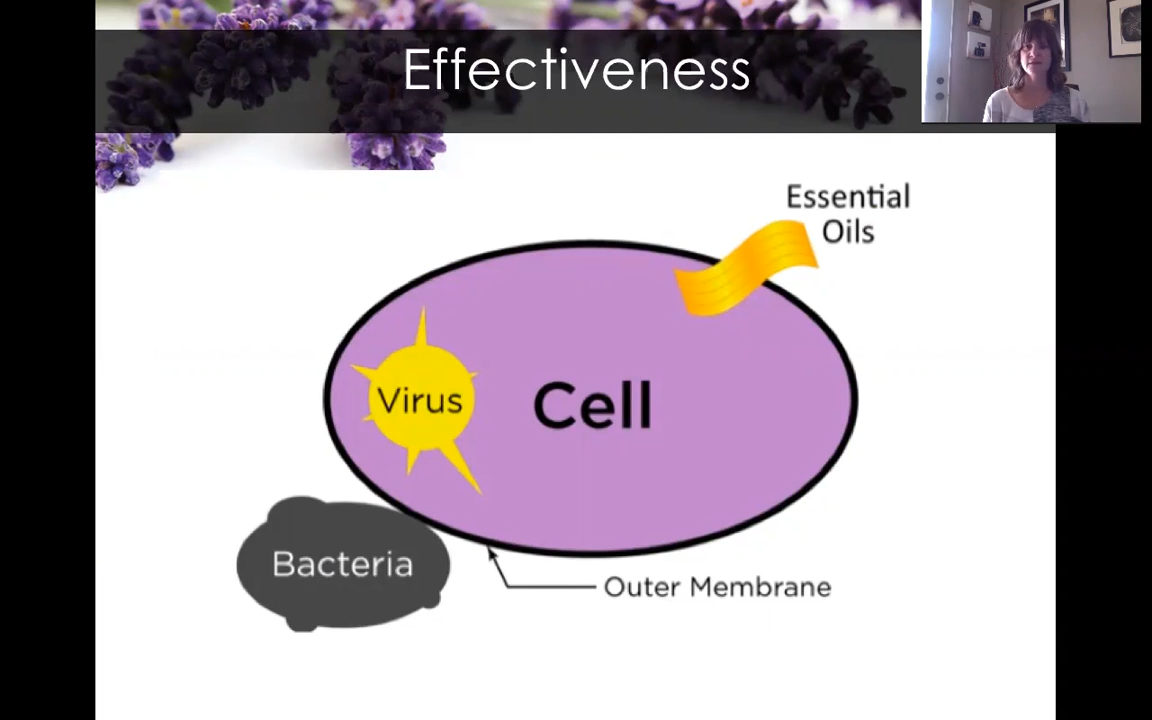 Effectiveness
Essential
Oils
Virus
Cell
Bacteria
Outer Membrane